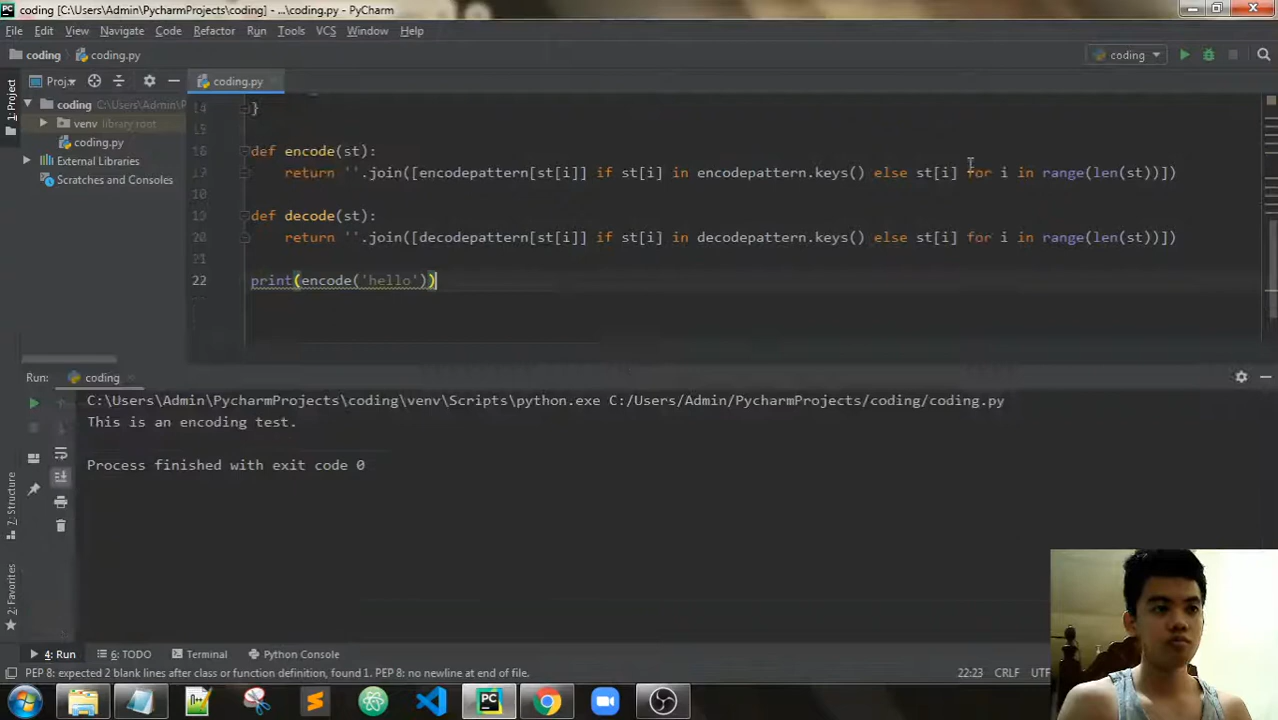 coding [C:\Users\Admin\PycharmProjects\coding] - ...\coding.py - PyCharm
File Edit View Navigate Code Refactor Run Tools VCS Window Help
coding coding.py coding
1: Project
Proj. coding.py
coding C:\Users\Admin\P
venv library root
coding.py
External Libraries
Scratches and Consoles
14 }
15
16 def encode(st):
17 return ''.join([encodepattern[st[i]] if st[i] in encodepattern.keys() else st[i] for i in range(len(st))])
18
19 def decode(st):
20 return ''.join([decodepattern[st[i]] if st[i] in decodepattern.keys() else st[i] for i in range(len(st))])
21
22 print(encode('hello'))
Run: coding
C:\Users\Admin\PycharmProjects\coding\venv\Scripts\python.exe C:/Users/Admin/PycharmProjects/coding/coding.py
This is an encoding test.
Process finished with exit code 0
7: Structure
2: Favorites
4: Run 6: TODO Terminal Python Console
PEP 8: expected 2 blank lines after class or function definition, found 1. PEP 8: no newline at end of file.
22:23 CRLF UT
PC